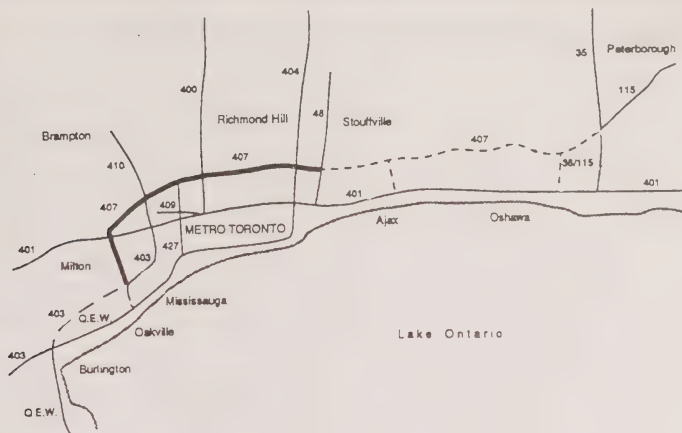 35
Peterborough
404
115
400
48
Richmond Hill
Stouffville
Brampton
407
410
407
36/115
407
409
401
401
METRO TORONTO
401
427
Ajax
Oshawa
Milton
403
403
Mississauga
Q.E.W.
Oakville
Lake Ontario
403
Burlington
Q.E.W.